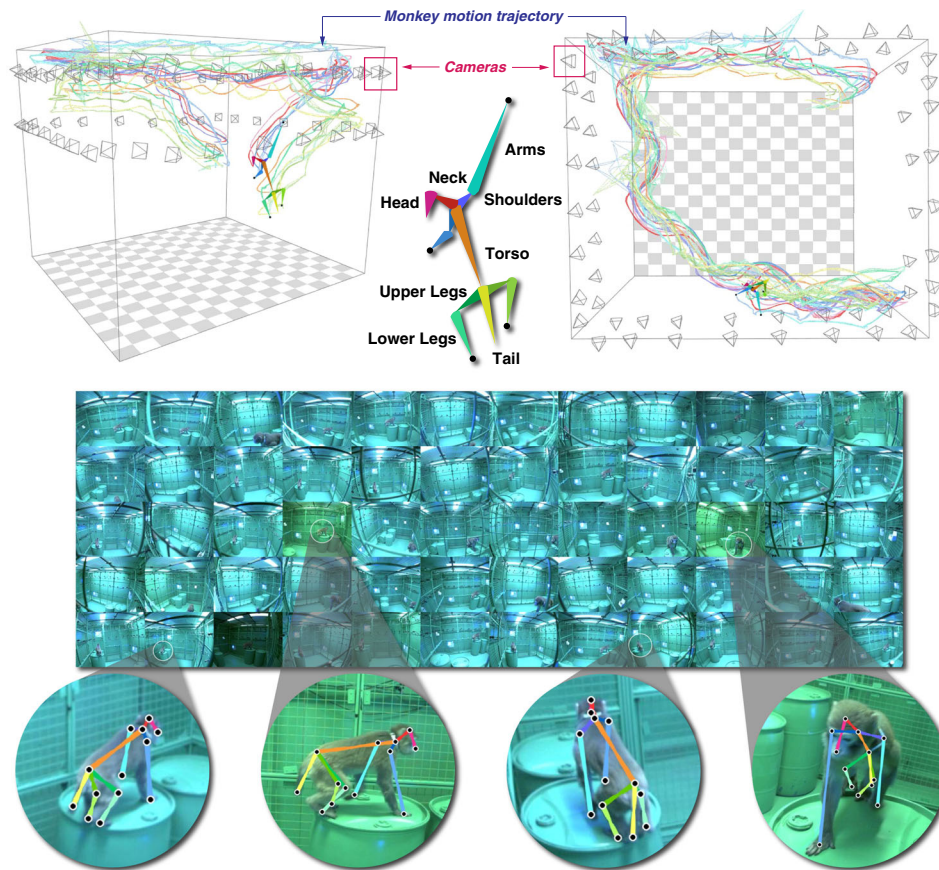 Monkey motion trajectory
Cameras
Arms
Neck
Head
Shoulders
Torso
Upper Legs
Lower Legs
Tail